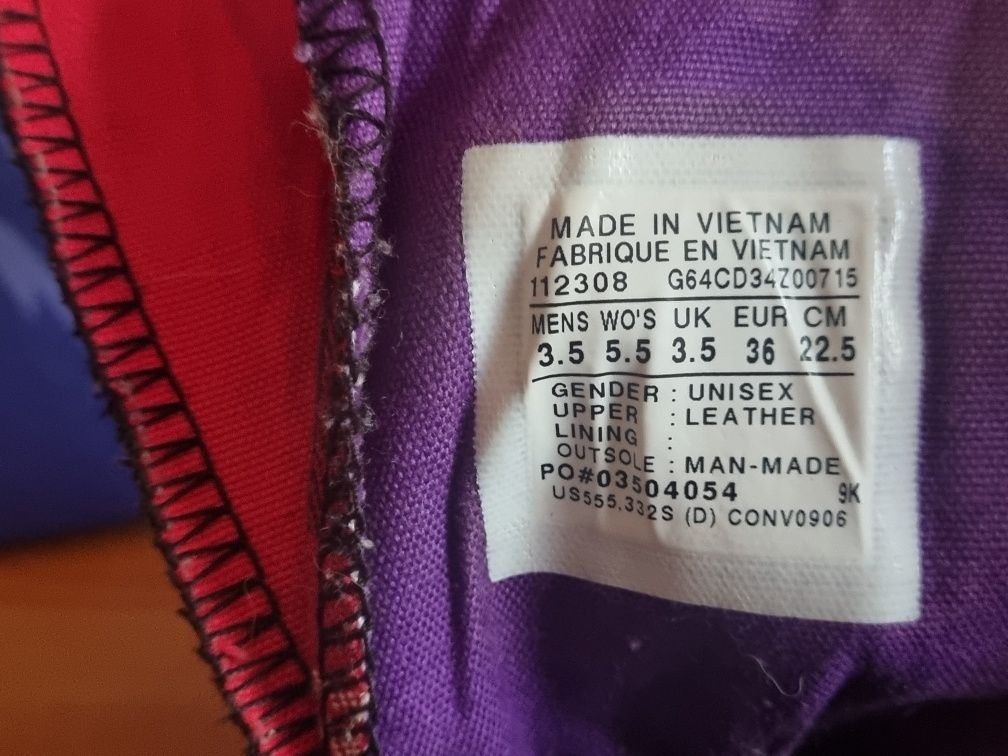 MADE IN VIETNAM
FABRIQUE EN VIETNAM
112308 G64CD34Z00715
MENS WO'S UK EUR CM
3.5 5.5 3.5 36 22.5
GENDER : UNISEX
UPPER : LEATHER
LINING :
OUTSOLE : MAN-MADE
PO#03504054 9K
US555,332S (D) CONV0906